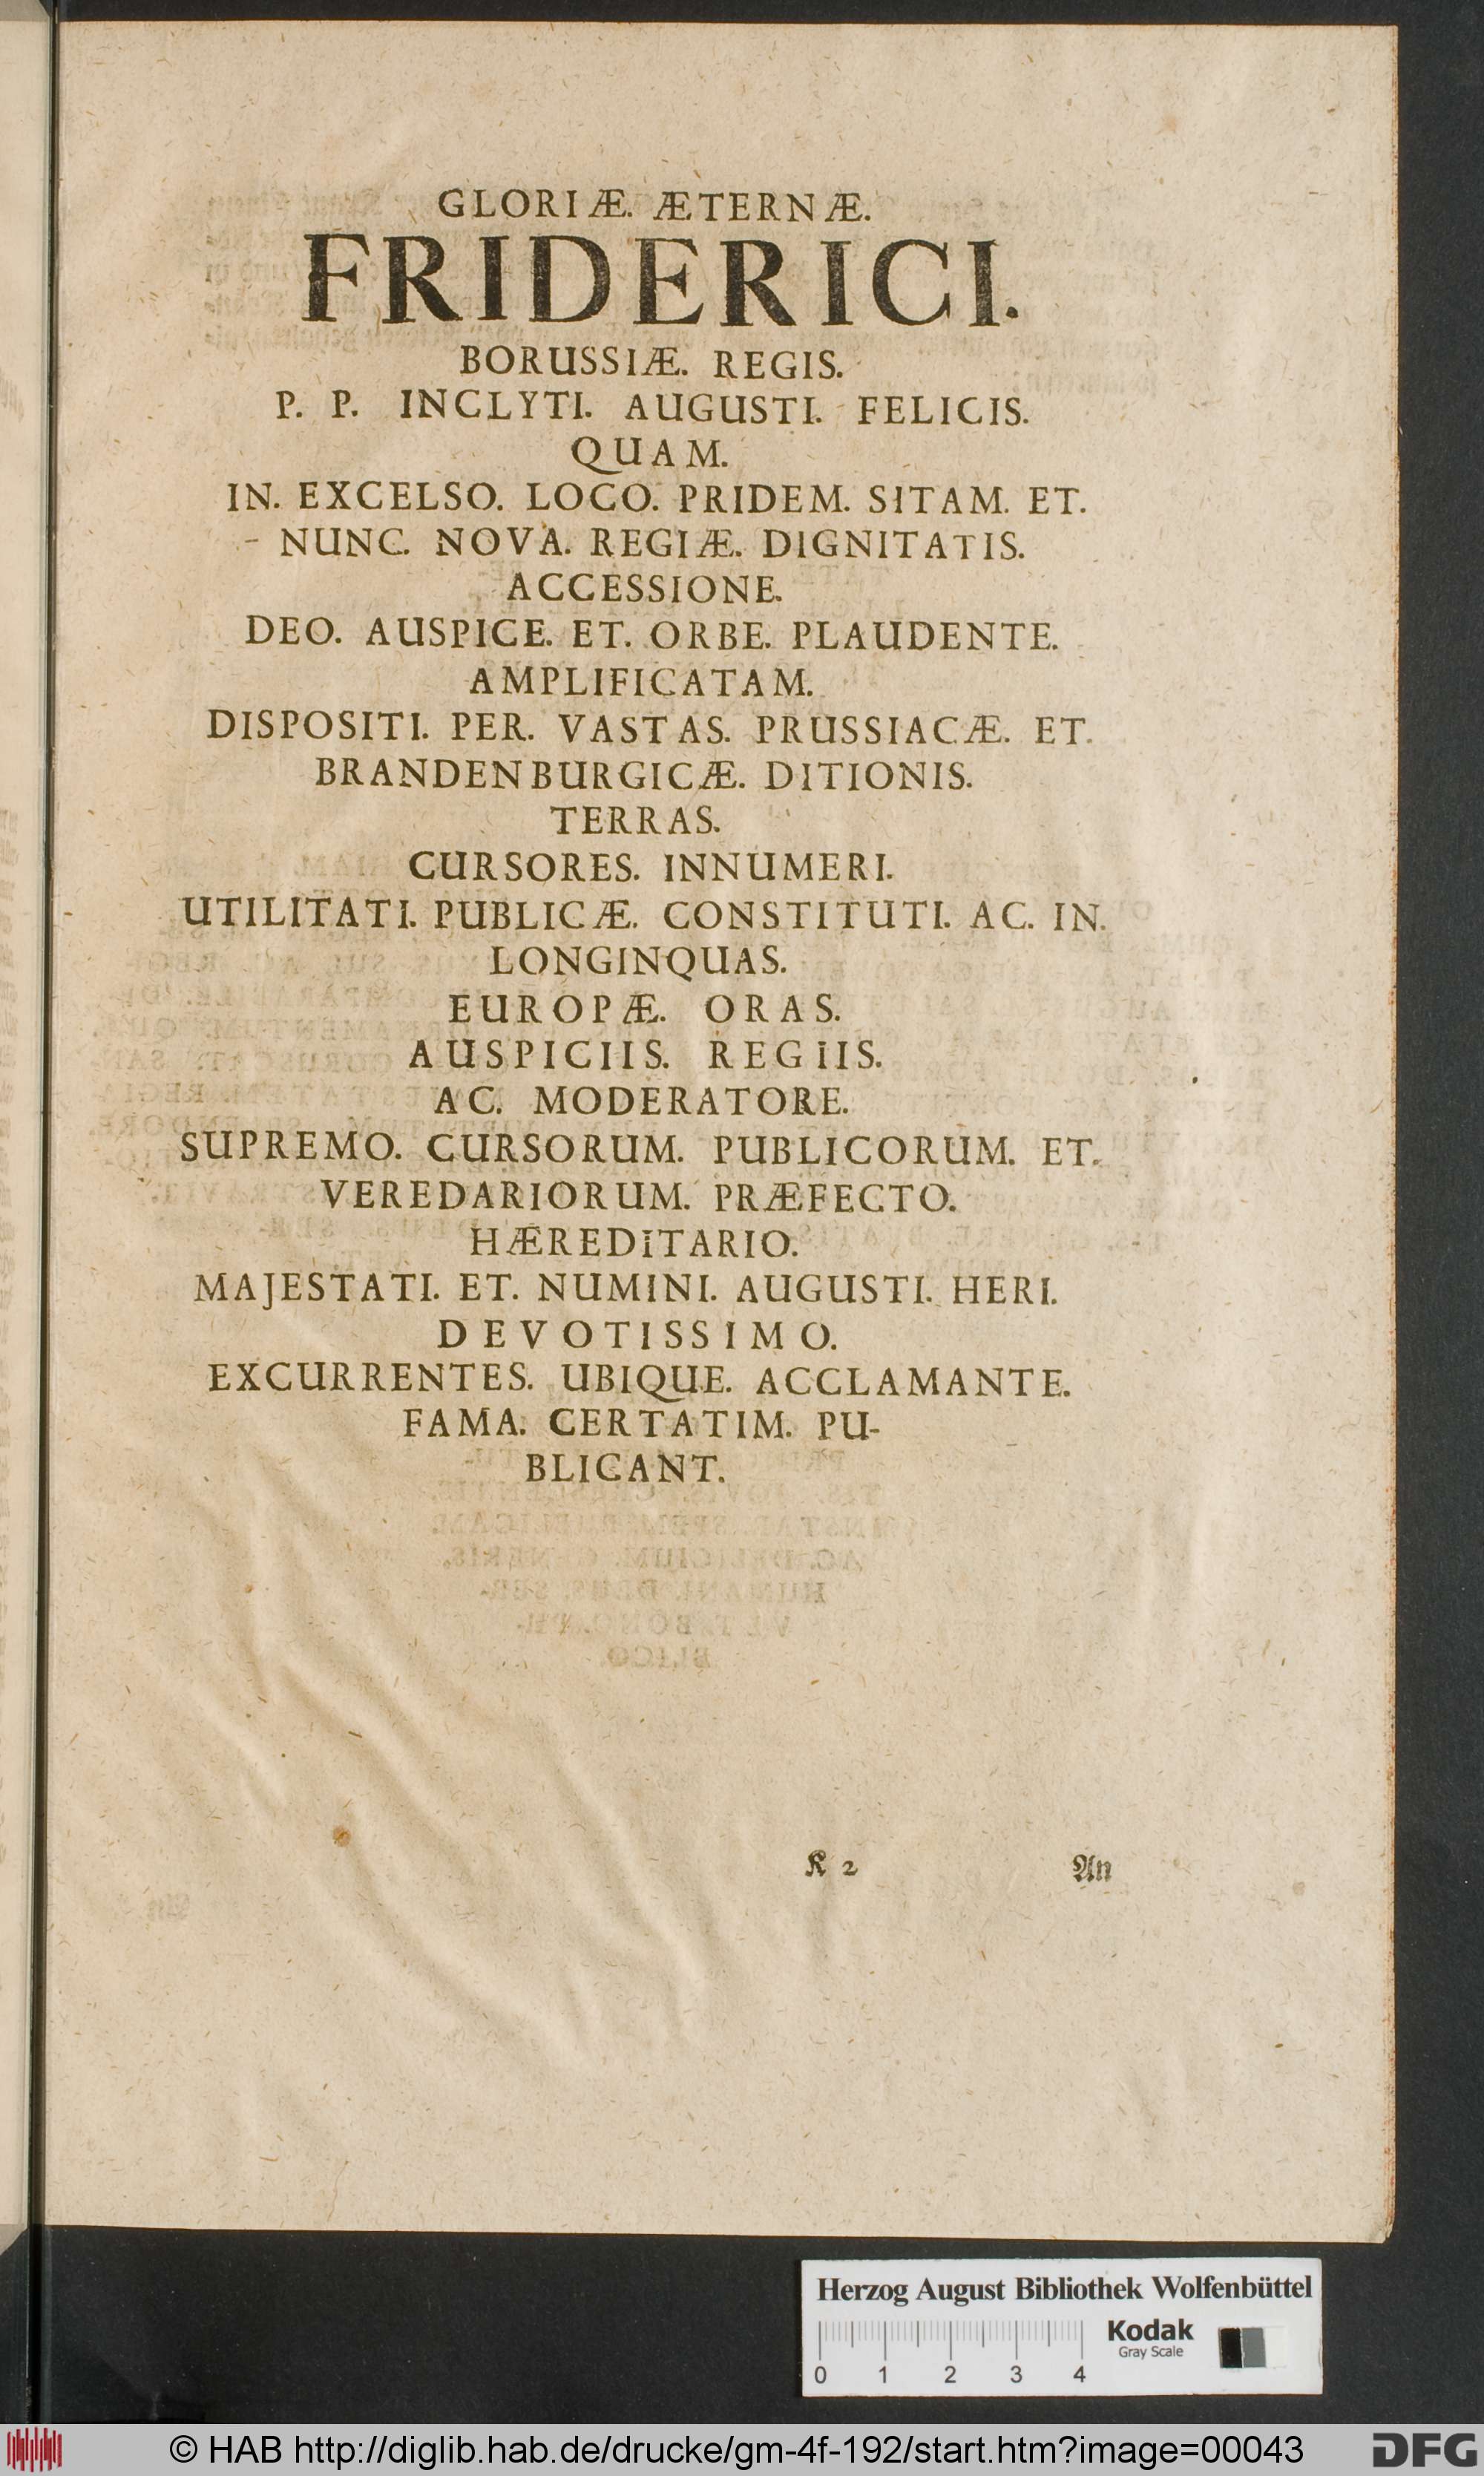 GLORIÆ. ÆTERNÆ.
FRIDERICI.
BORUSSIÆ. REGIS.
P. P. INCLYTI. AUGUSTI. FELICIS.
QUAM.
IN. EXCELSO. LOCO. PRIDEM. SITAM. ET.
NUNC. NOVA. REGIÆ. DIGNITATIS.
ACCESSIONE.
DEO. AUSPICE. ET. ORBE. PLAUDENTE.
AMPLIFICATAM.
DISPOSITI. PER. VASTAS. PRUSSIACÆ. ET.
BRANDENBURGICÆ. DITIONIS.
TERRAS.
CURSORES. INNUMERI.
UTILITATI. PUBLICÆ. CONSTITUTI. AC. IN.
LONGINQUAS.
EUROPÆ. ORAS.
AUSPICIIS. REGIIS.
AC. MODERATORE.
SUPREMO. CURSORUM. PUBLICORUM. ET.
VEREDARIORUM. PRÆFECTO.
HÆREDITARIO.
MAJESTATI. ET. NUMINI. AUGUSTI. HERI.
DEVOTISSIMO.
EXCURRENTES. UBIQUE. ACCLAMANTE.
FAMA. CERTATIM. PU-
BLICANT.
K 2 An
Herzog August Bibliothek Wolfenbüttel
Kodak
Gray Scale
0 1 2 3 4
© HAB http://diglib.hab.de/drucke/gm-4f-192/start.htm?image=00043
DFG